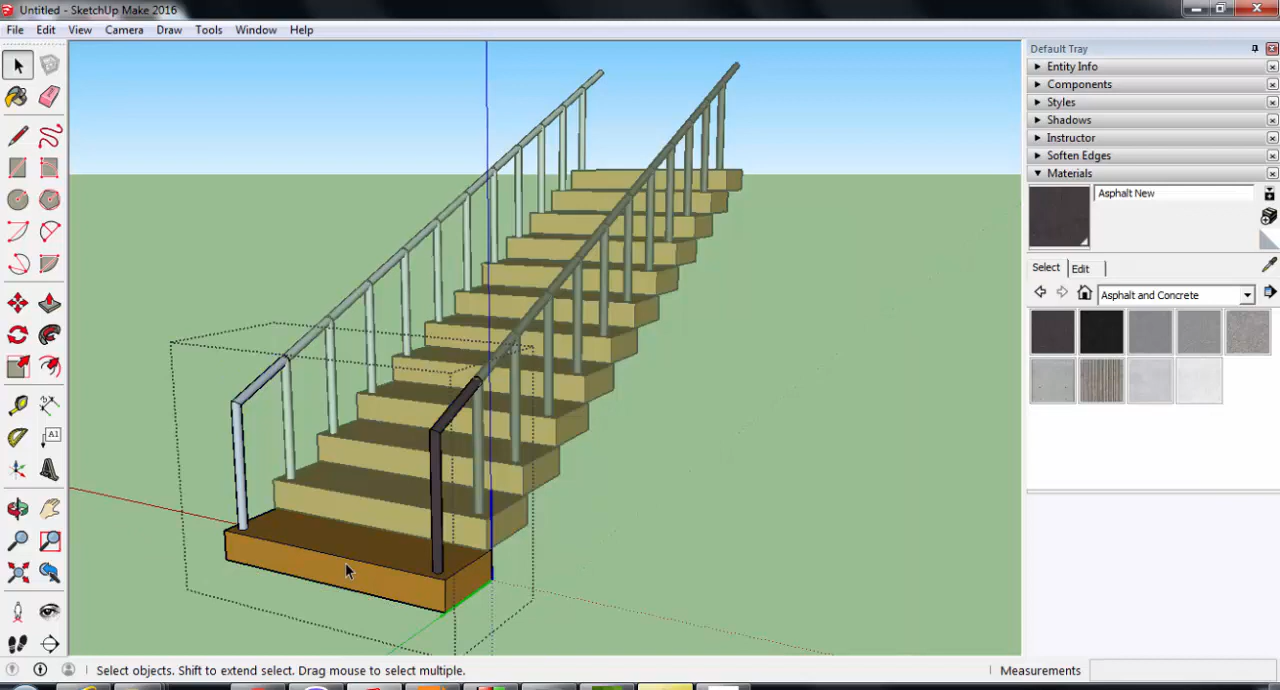 Untitled - SketchUp Make 2016
File Edit View Camera Draw Tools Window Help
Default Tray
Entity Info
Components
Styles
Shadows
Instructor
Soften Edges
Materials
Asphalt New
Select Edit
Asphalt and Concrete
A1
Select objects. Shift to extend select. Drag mouse to select multiple.
Measurements